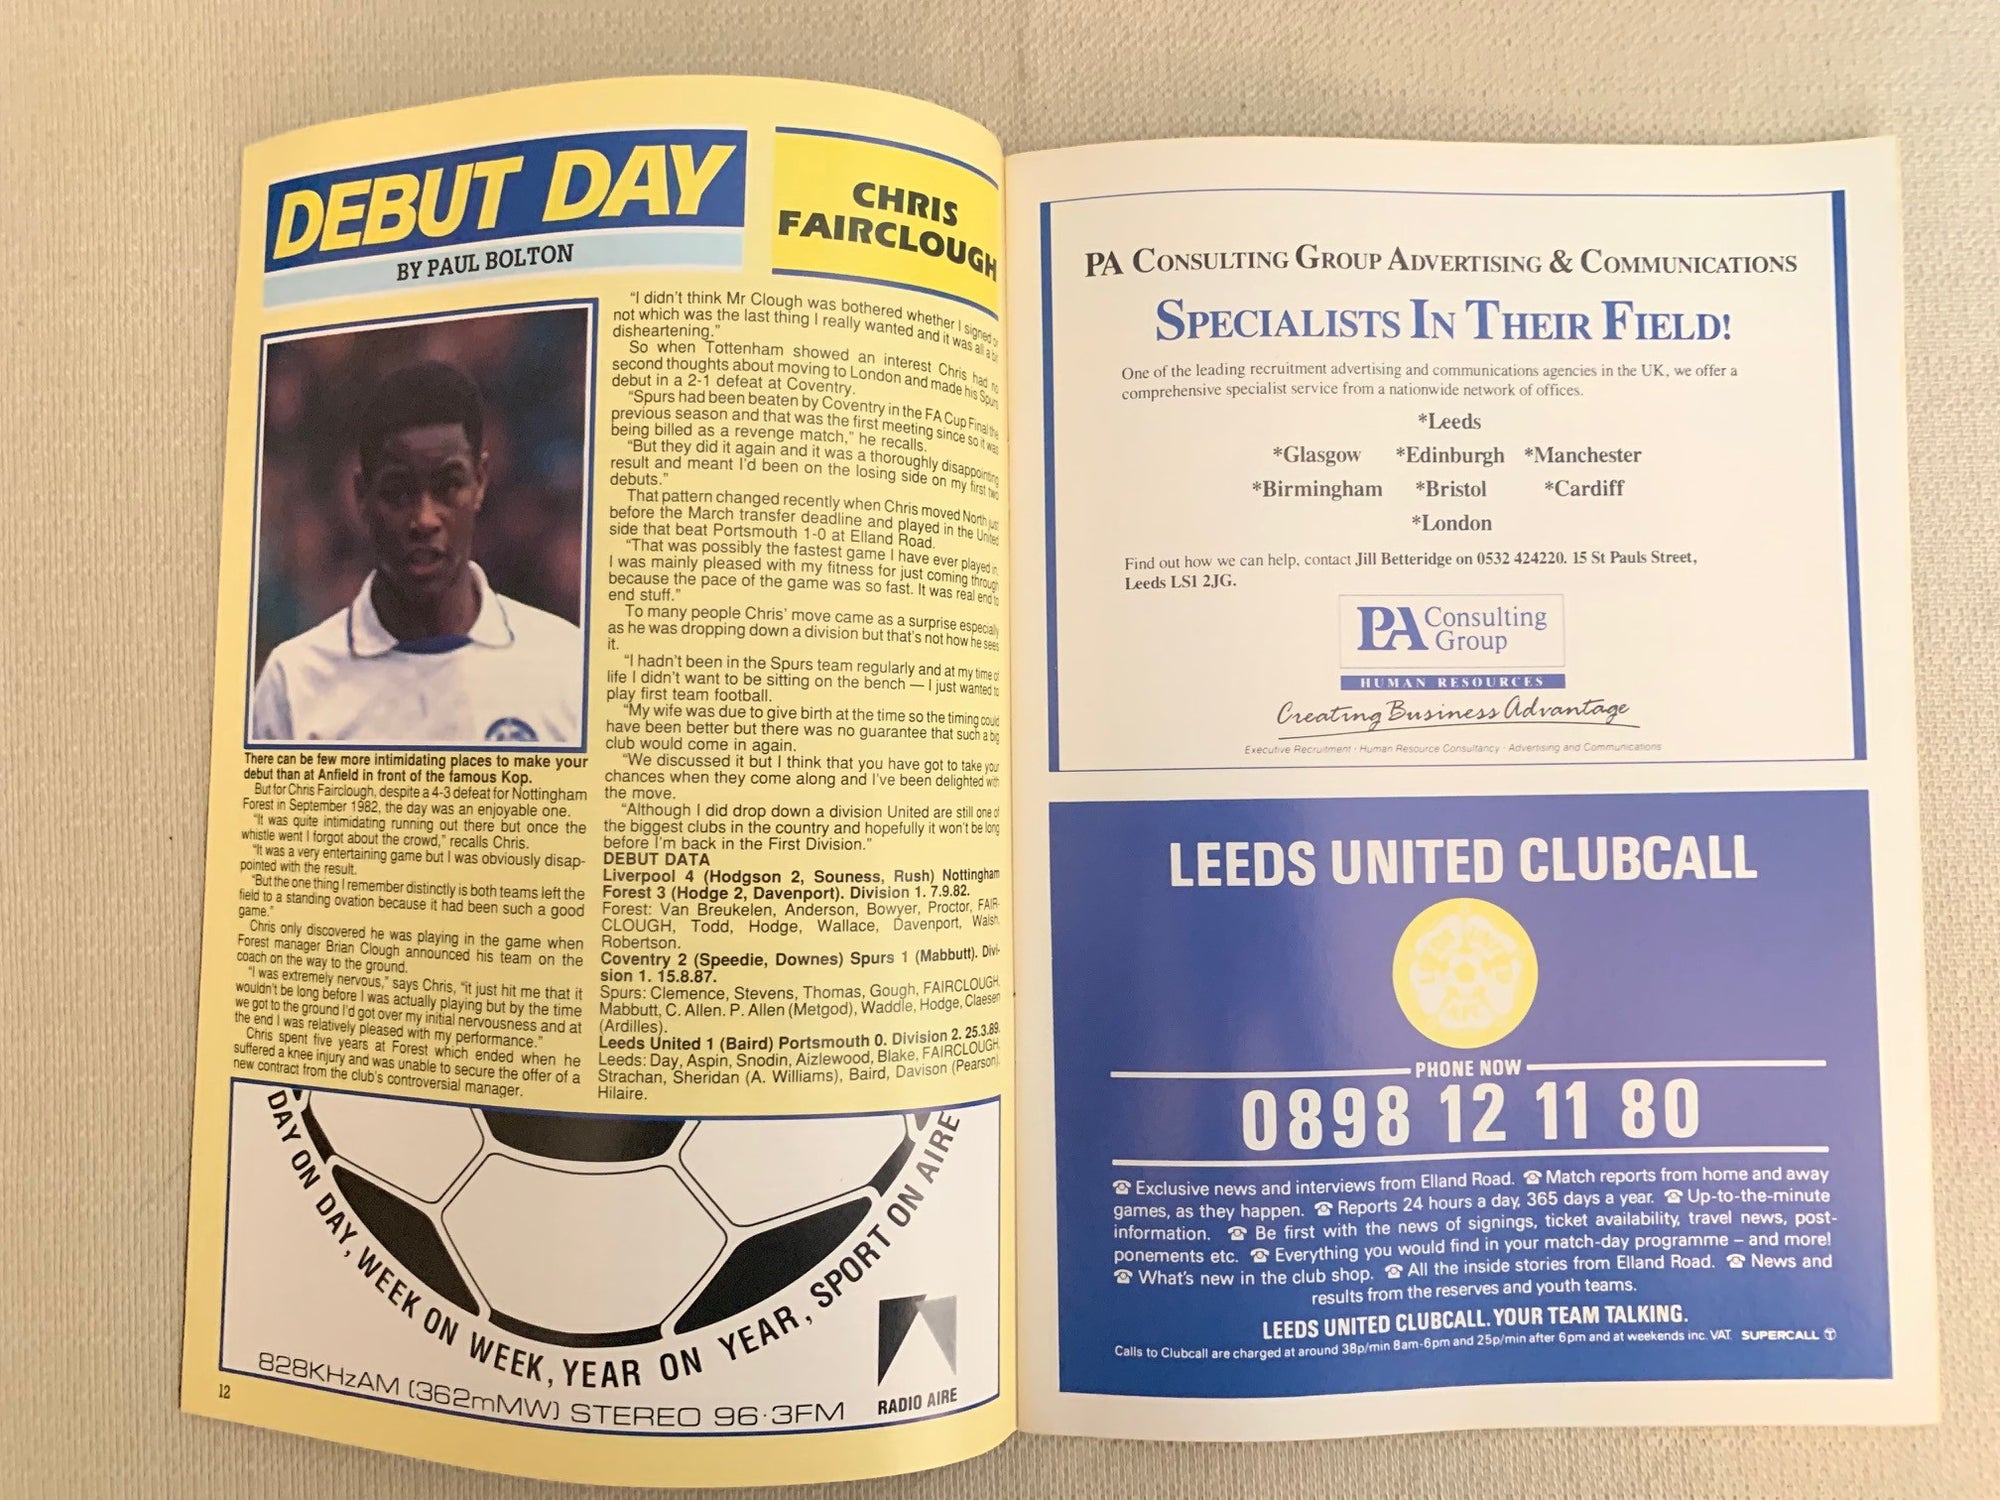 DEBUT DAY
BY PAUL BOLTON
CHRIS
FAIRCLOUGH
There can be few more intimidating places to make your
debut than at Anfield in front of the famous Kop.
But for Chris Fairclough, despite a 4-3 defeat for Nottingham
Forest in September 1982, the day was an enjoyable one.
"It was quite intimidating running out there but once the
whistle went I forgot about the crowd," recalls Chris.
"It was a very entertaining game but I was obviously disap-
pointed with the result.
"But the one thing I remember distinctly is both teams left the
field to a standing ovation because it had been such a good
game."
Chris only discovered he was playing in the game when
Forest manager Brian Clough announced his team on the
coach on the way to the ground.
"I was extremely nervous," says Chris, "it just hit me that it
wouldn't be long before I was actually playing but by the time
we got to the ground I'd got over my initial nervousness and at
the end I was relatively pleased with my performance."
Chris spent five years at Forest which ended when he
suffered a knee injury and was unable to secure the offer of a
new contract from the club's controversial manager.
"I didn't think Mr Clough was bothered whether I signed or
not which was the last thing I really wanted and it was all a bit
disheartening."
So when Tottenham showed an interest Chris had no
second thoughts about moving to London and made his Spurs
debut in a 2-1 defeat at Coventry.
"Spurs had been beaten by Coventry in the FA Cup Final the
previous season and that was the first meeting since so it was
being billed as a revenge match," he recalls.
"But they did it again and it was a thoroughly disappointing
result and meant I'd been on the losing side on my first two
debuts."
That pattern changed recently when Chris moved North just
before the March transfer deadline and played in the United
side that beat Portsmouth 1-0 at Elland Road.
"That was possibly the fastest game I have ever played in.
I was mainly pleased with my fitness for just coming through
because the pace of the game was so fast. It was real end to
end stuff."
To many people Chris' move came as a surprise especially
as he was dropping down a division but that's not how he sees
it.
"I hadn't been in the Spurs team regularly and at my time of
life I didn't want to be sitting on the bench — I just wanted to
play first team football.
"My wife was due to give birth at the time so the timing could
have been better but there was no guarantee that such a big
club would come in again.
"We discussed it but I think that you have got to take your
chances when they come along and I've been delighted with
the move.
"Although I did drop down a division United are still one of
the biggest clubs in the country and hopefully it won't be long
before I'm back in the First Division."
DEBUT DATA
Liverpool 4 (Hodgson 2, Souness, Rush) Nottingham
Forest 3 (Hodge 2, Davenport). Division 1. 7.9.82.
Forest: Van Breukelen, Anderson, Bowyer, Proctor, FAIR-
CLOUGH, Todd, Hodge, Wallace, Davenport, Walsh,
Robertson.
Coventry 2 (Speedie, Downes) Spurs 1 (Mabbutt). Divi-
sion 1. 15.8.87.
Spurs: Clemence, Stevens, Thomas, Gough, FAIRCLOUGH,
Mabbutt, C. Allen. P. Allen (Metgod), Waddle, Hodge, Claesen
(Ardilles).
Leeds United 1 (Baird) Portsmouth 0. Division 2. 25.3.89.
Leeds: Day, Aspin, Snodin, Aizlewood, Blake, FAIRCLOUGH,
Strachan, Sheridan (A. Williams), Baird, Davison (Pearson),
Hilaire.
DAY ON DAY, WEEK ON WEEK, YEAR ON YEAR, SPORT ON AIRE
828KHzAM (362mMW) STEREO 96·3FM
RADIO AIRE
12
PA CONSULTING GROUP ADVERTISING & COMMUNICATIONS
SPECIALISTS IN THEIR FIELD!
One of the leading recruitment advertising and communications agencies in the UK, we offer a
comprehensive specialist service from a nationwide network of offices.
*Leeds
*Glasgow *Edinburgh *Manchester
*Birmingham *Bristol *Cardiff
*London
Find out how we can help, contact Jill Betteridge on 0532 424220. 15 St Pauls Street,
Leeds LS1 2JG.
PA Consulting
Group
HUMAN RESOURCES
Creating Business Advantage
Executive Recruitment · Human Resource Consultancy · Advertising and Communications
LEEDS UNITED CLUBCALL
PHONE NOW
0898 12 11 80
☎ Exclusive news and interviews from Elland Road. ☎ Match reports from home and away
games, as they happen. ☎ Reports 24 hours a day, 365 days a year. ☎ Up-to-the-minute
information. ☎ Be first with the news of signings, ticket availability, travel news, post-
ponements etc. ☎ Everything you would find in your match-day programme – and more!
☎ What's new in the club shop. ☎ All the inside stories from Elland Road. ☎ News and
results from the reserves and youth teams.
LEEDS UNITED CLUBCALL. YOUR TEAM TALKING.
Calls to Clubcall are charged at around 38p/min 8am-6pm and 25p/min after 6pm and at weekends inc. VAT. SUPERCALL